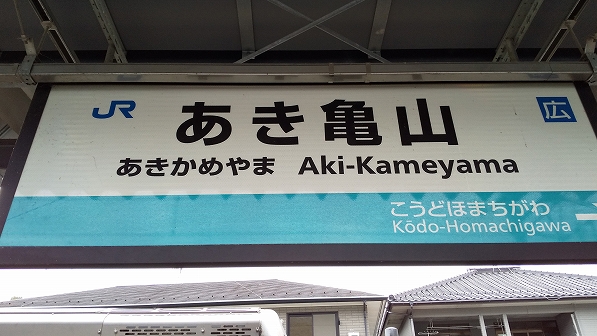 JR あき亀山 広
あきかめやま Aki-Kameyama
こうどほまちがわ
Kōdo-Homachigawa